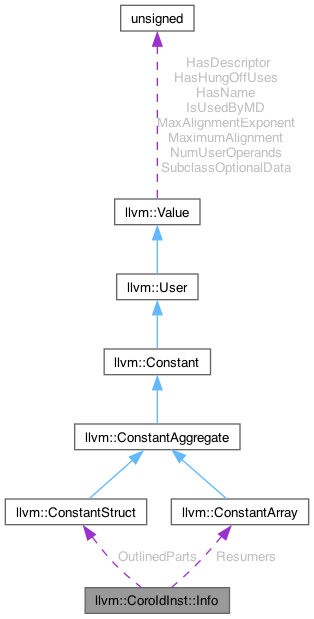 unsigned
HasDescriptor
HasHungOffUses
HasName
IsUsedByMD
MaxAlignmentExponent
MaximumAlignment
NumUserOperands
SubclassOptionalData
llvm::Value
llvm::User
llvm::Constant
llvm::ConstantAggregate
llvm::ConstantStruct
llvm::ConstantArray
OutlinedParts
Resumers
llvm::CoroIdInst::Info